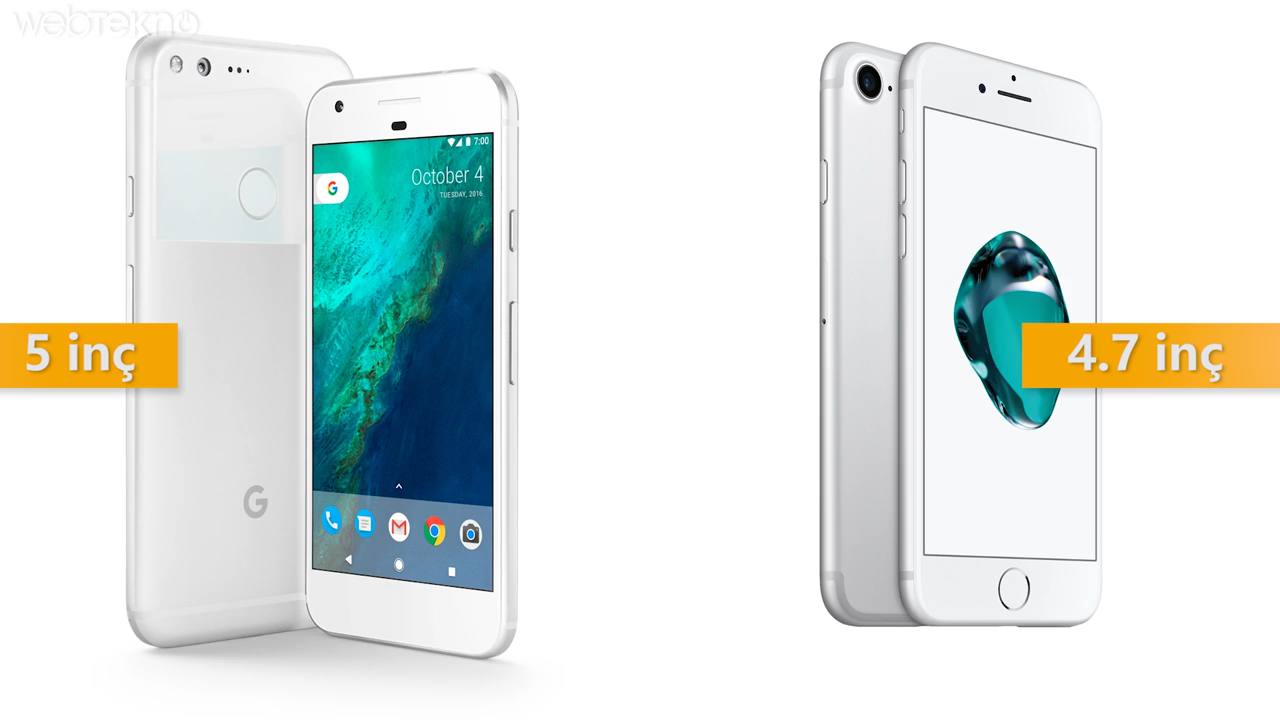 webtekno
7:00
October 4
TUESDAY, 2016
G
5 inç
4.7 inç
G